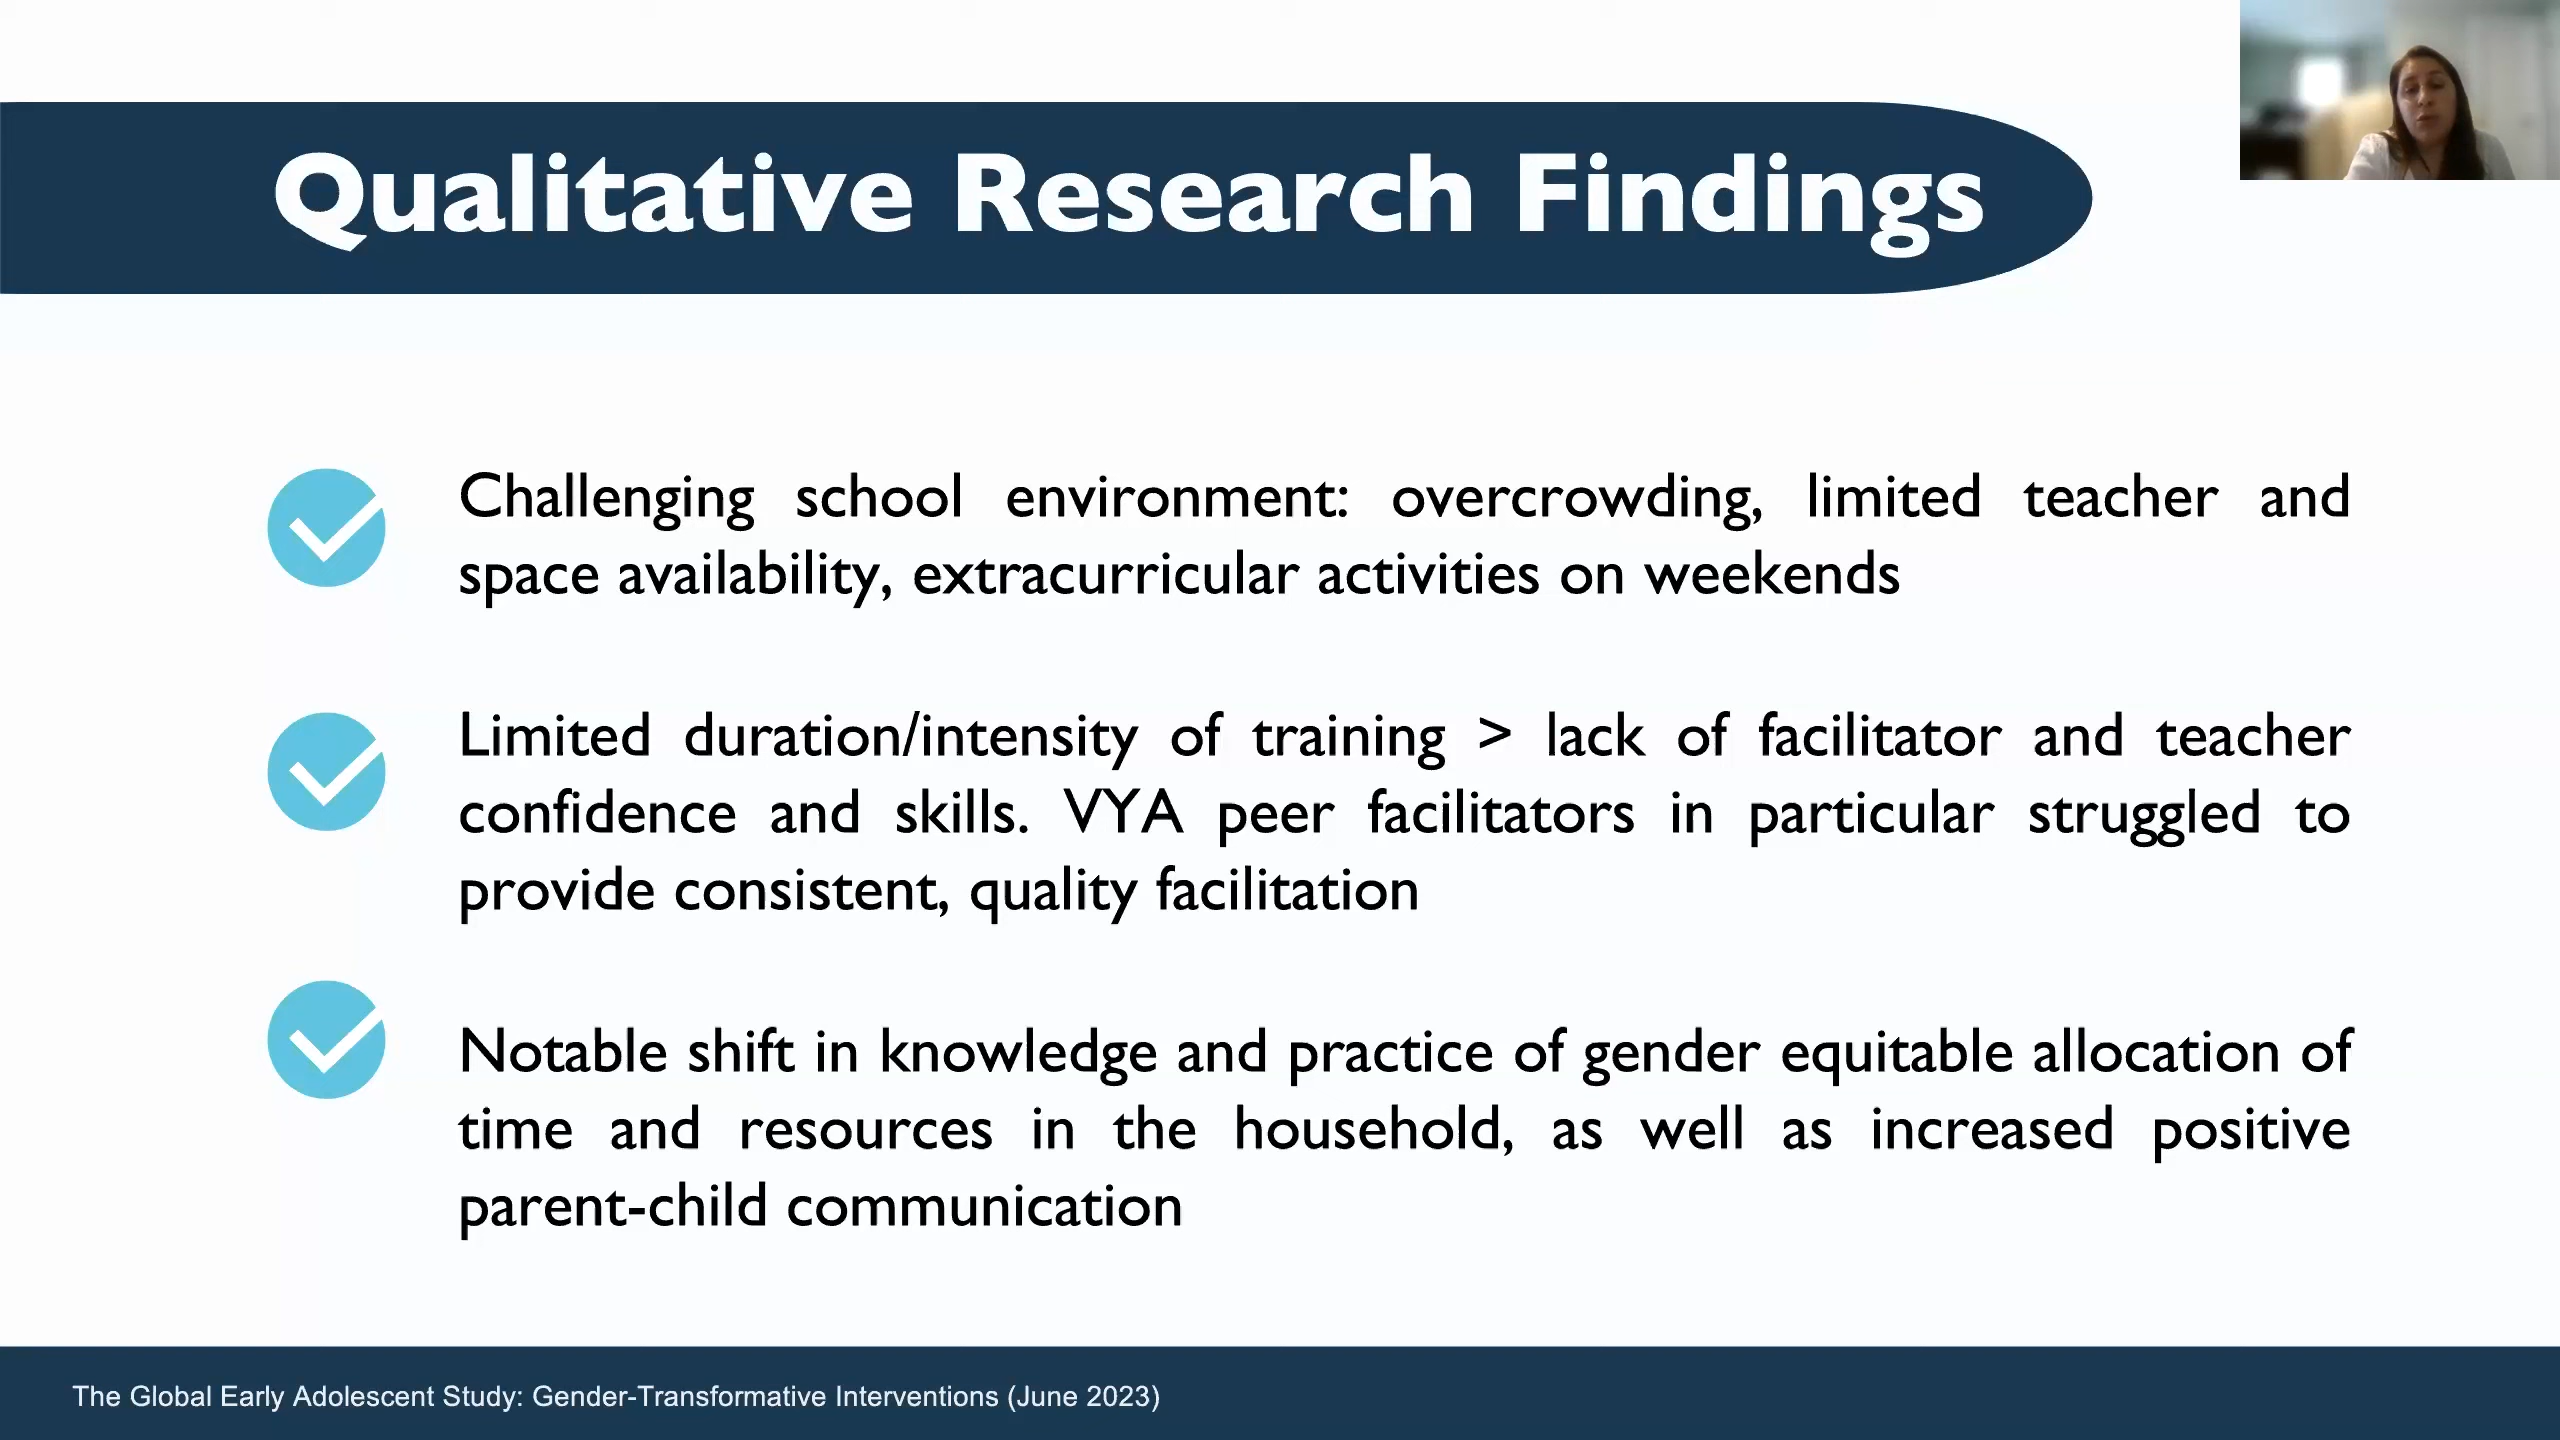 Qualitative Research Findings
Challenging school environment: overcrowding, limited teacher and
space availability, extracurricular activities on weekends
Limited duration/intensity of training > lack of facilitator and teacher
confidence and skills. VYA peer facilitators in particular struggled to
provide consistent, quality facilitation
Notable shift in knowledge and practice of gender equitable allocation of
time and resources in the household, as well as increased positive
parent-child communication
The Global Early Adolescent Study: Gender-Transformative Interventions (June 2023)